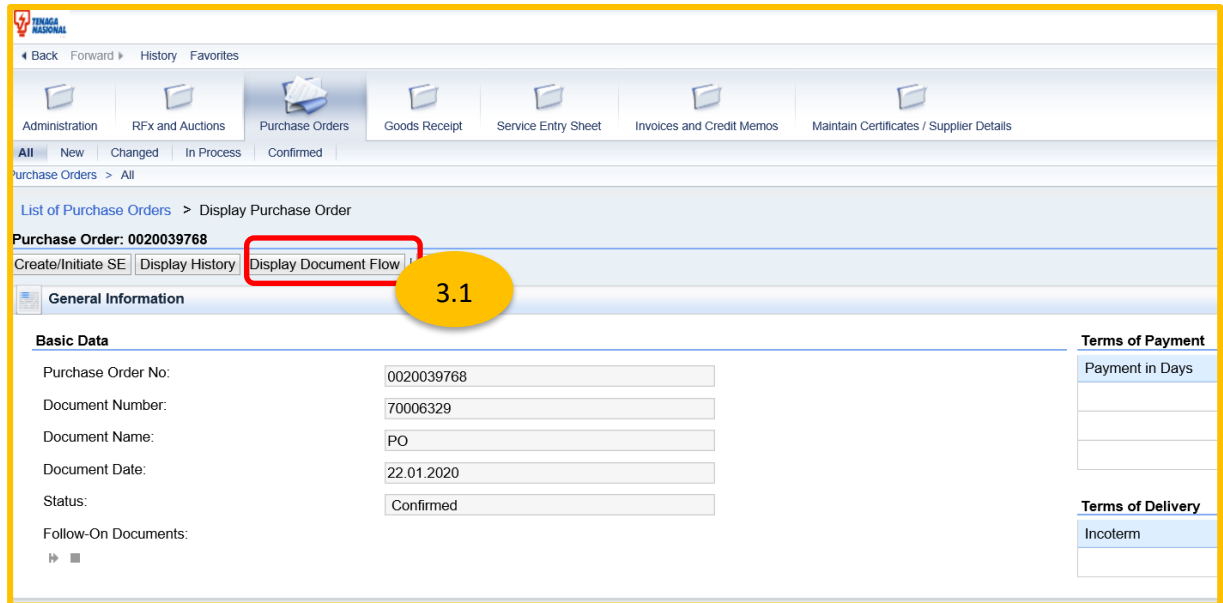 TENAGA
NASIONAL
Back Forward History Favorites
Administration RFx and Auctions Purchase Orders Goods Receipt Service Entry Sheet Invoices and Credit Memos Maintain Certificates / Supplier Details
All New Changed In Process Confirmed
Purchase Orders > All
List of Purchase Orders > Display Purchase Order
Purchase Order: 0020039768
Create/Initiate SE Display History Display Document Flow
3.1
General Information
Basic Data
Purchase Order No: 0020039768
Document Number: 70006329
Document Name: PO
Document Date: 22.01.2020
Status: Confirmed
Follow-On Documents:
Terms of Payment
Payment in Days
Terms of Delivery
Incoterm